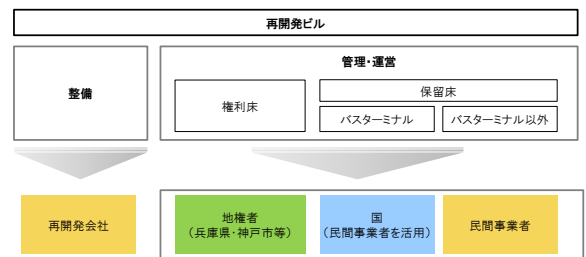 再開発ビル
整備
管理・運営
権利床
保留床
バスターミナル
バスターミナル以外
再開発会社
地権者
（兵庫県・神戸市等）
国
（民間事業者を活用）
民間事業者